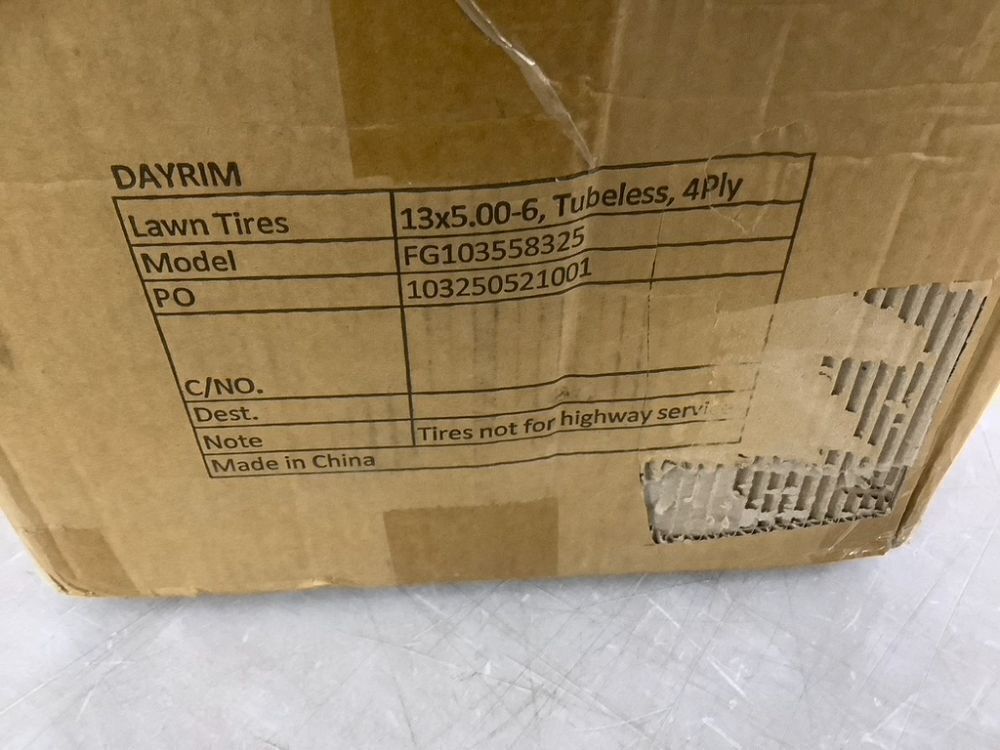 DAYRIM
Lawn Tires 13x5.00-6, Tubeless, 4Ply
Model FG103558325
PO 103250521001
C/NO.
Dest.
Note Tires not for highway servi
Made in China